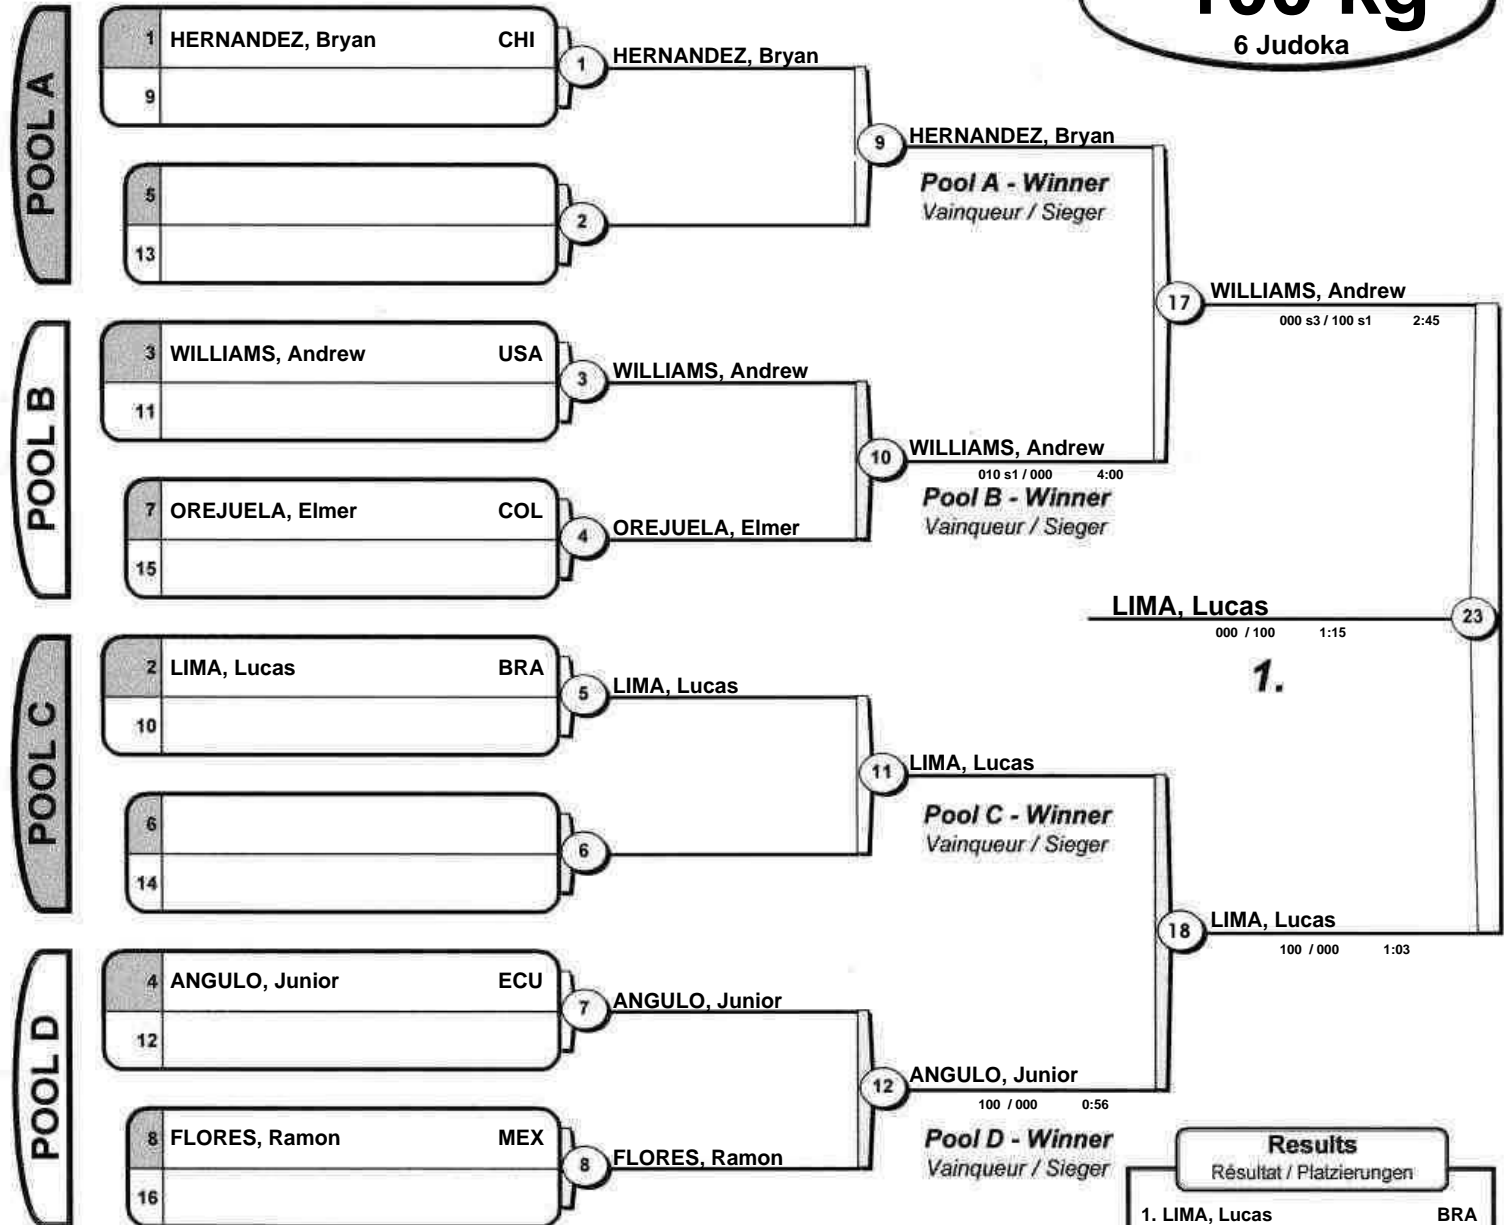 100 kg
6 Judoka
POOL A
1 HERNANDEZ, Bryan CHI
9
5
13
1 HERNANDEZ, Bryan
2
9 HERNANDEZ, Bryan
Pool A - Winner
Vainqueur / Sieger
POOL B
3 WILLIAMS, Andrew USA
11
7 OREJUELA, Elmer COL
15
3 WILLIAMS, Andrew
4 OREJUELA, Elmer
10 WILLIAMS, Andrew
010 s1 / 000 4:00
Pool B - Winner
Vainqueur / Sieger
17 WILLIAMS, Andrew
000 s3 / 100 s1 2:45
LIMA, Lucas 23
000 / 100 1:15
1.
POOL C
2 LIMA, Lucas BRA
10
6
14
5 LIMA, Lucas
6
11 LIMA, Lucas
Pool C - Winner
Vainqueur / Sieger
18 LIMA, Lucas
100 / 000 1:03
POOL D
4 ANGULO, Junior ECU
12
8 FLORES, Ramon MEX
16
7 ANGULO, Junior
8 FLORES, Ramon
12 ANGULO, Junior
100 / 000 0:56
Pool D - Winner
Vainqueur / Sieger
Results
Résultat / Platzierungen
1. LIMA, Lucas BRA